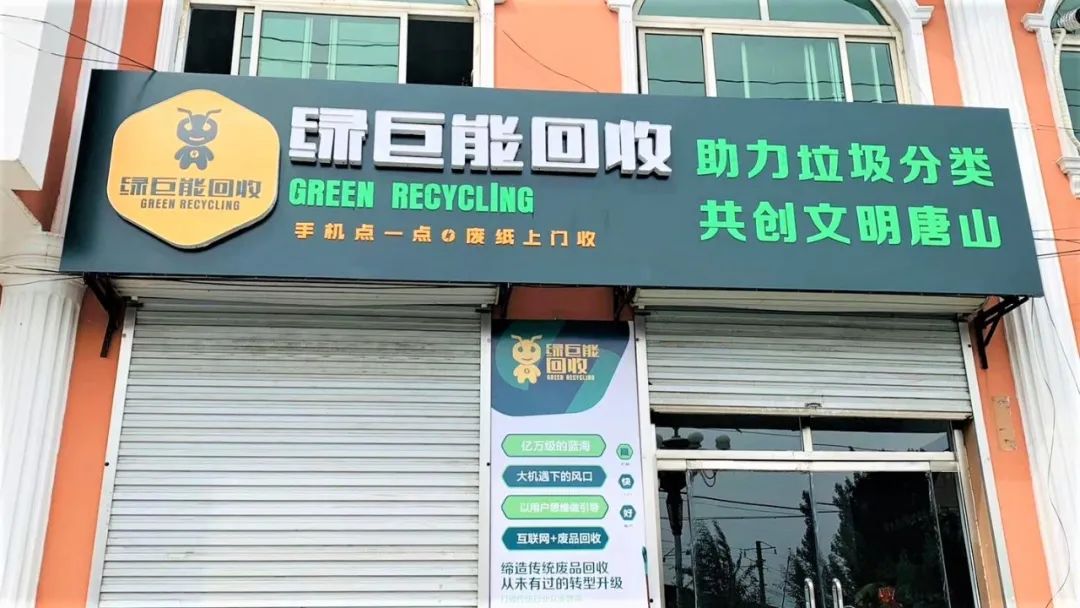 绿巨能回收
GREEN RECYCLING
绿巨能回收
GREEN RECYCLING
手机点一点 废纸上门收
助力垃圾分类
共创文明唐山
绿巨能
回收
GREEN RECYCLING
亿万级的蓝海
大机遇下的风口
以用户思维做引导
互联网+废品回收
快
好
缔造传统废品回收
从未有过的转型升级